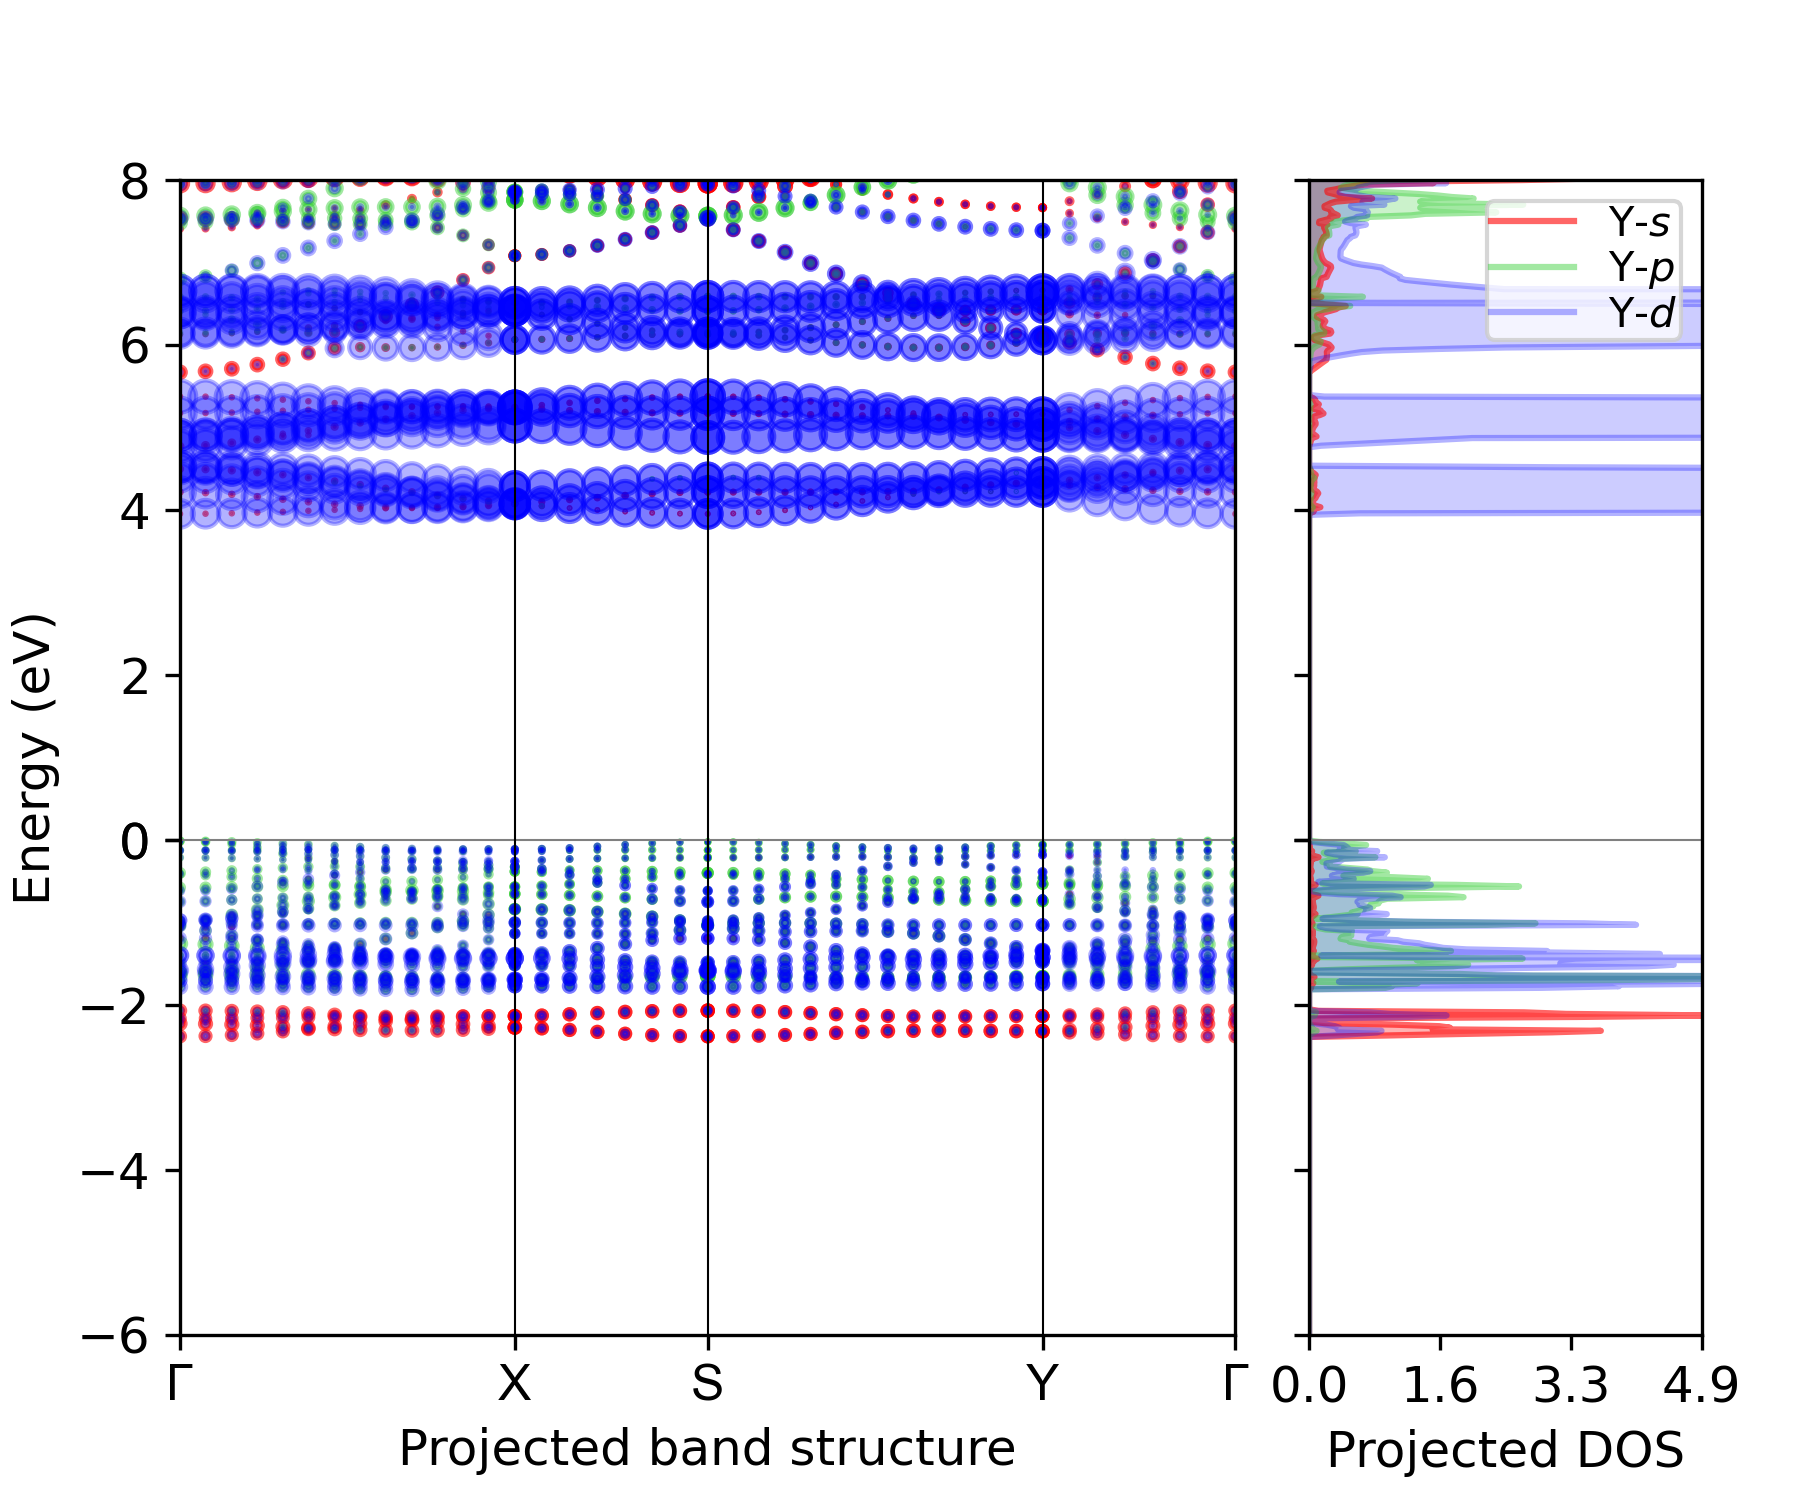 8
6
4
2
0
−2
−4
−6
Energy (eV)
Γ X S Y Γ
Projected band structure
Y-s
Y-p
Y-d
0.0 1.6 3.3 4.9
Projected DOS